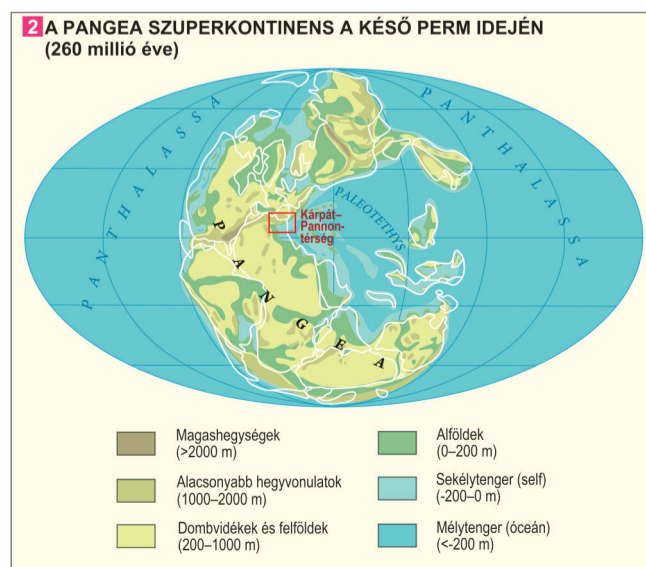 2 A PANGEA SZUPERKONTINENS A KÉSŐ PERM IDEJÉN
(260 millió éve)
PANTHALASSA
PANTHALASSA
PALEOTETHYS
Kárpát–
Pannon-
térség
PANGEA
Magashegységek
(>2000 m)
Alacsonyabb hegyvonulatok
(1000–2000 m)
Dombvidékek és felföldek
(200–1000 m)
Alföldek
(0–200 m)
Sekélytenger (self)
(-200–0 m)
Mélytenger (óceán)
(<-200 m)